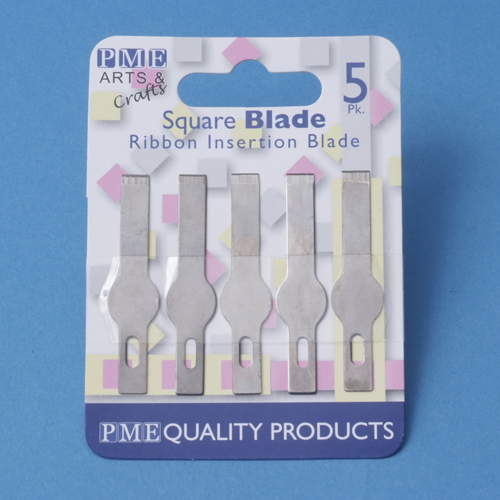 PME
ARTS &
Crafts
5
Pk.
Square Blade
Ribbon Insertion Blade
PME QUALITY PRODUCTS